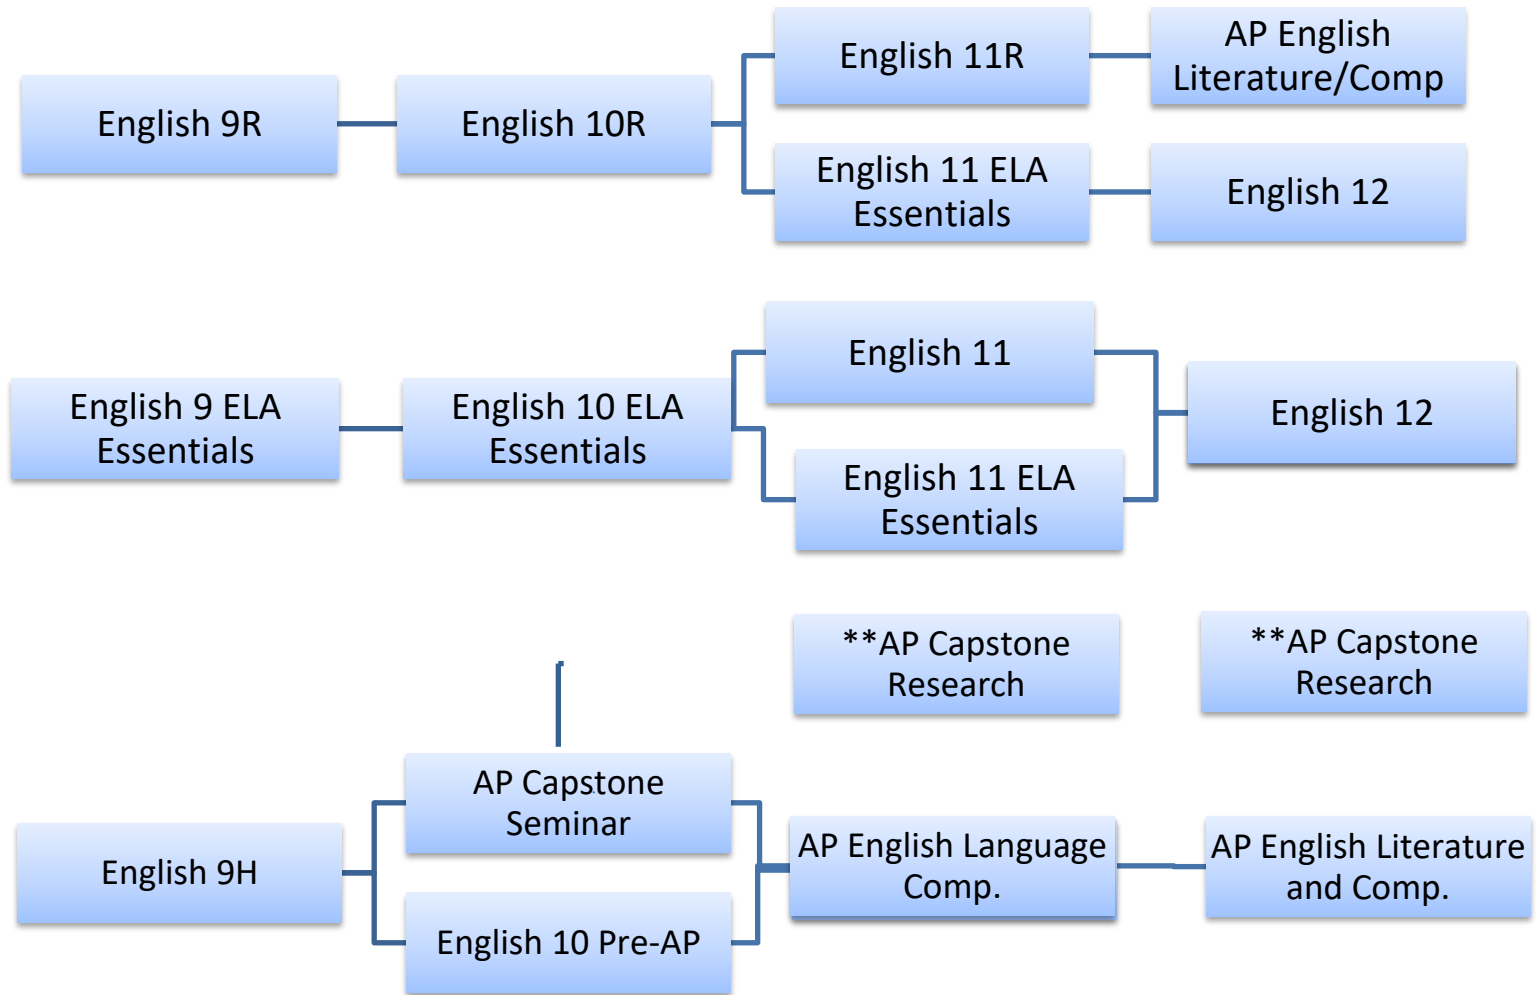 English 9R
English 10R
English 11R
AP English
Literature/Comp
English 11 ELA
Essentials
English 12
English 9 ELA
Essentials
English 10 ELA
Essentials
English 11
English 11 ELA
Essentials
English 12
**AP Capstone
Research
**AP Capstone
Research
English 9H
AP Capstone
Seminar
English 10 Pre-AP
AP English Language
Comp.
AP English Literature
and Comp.